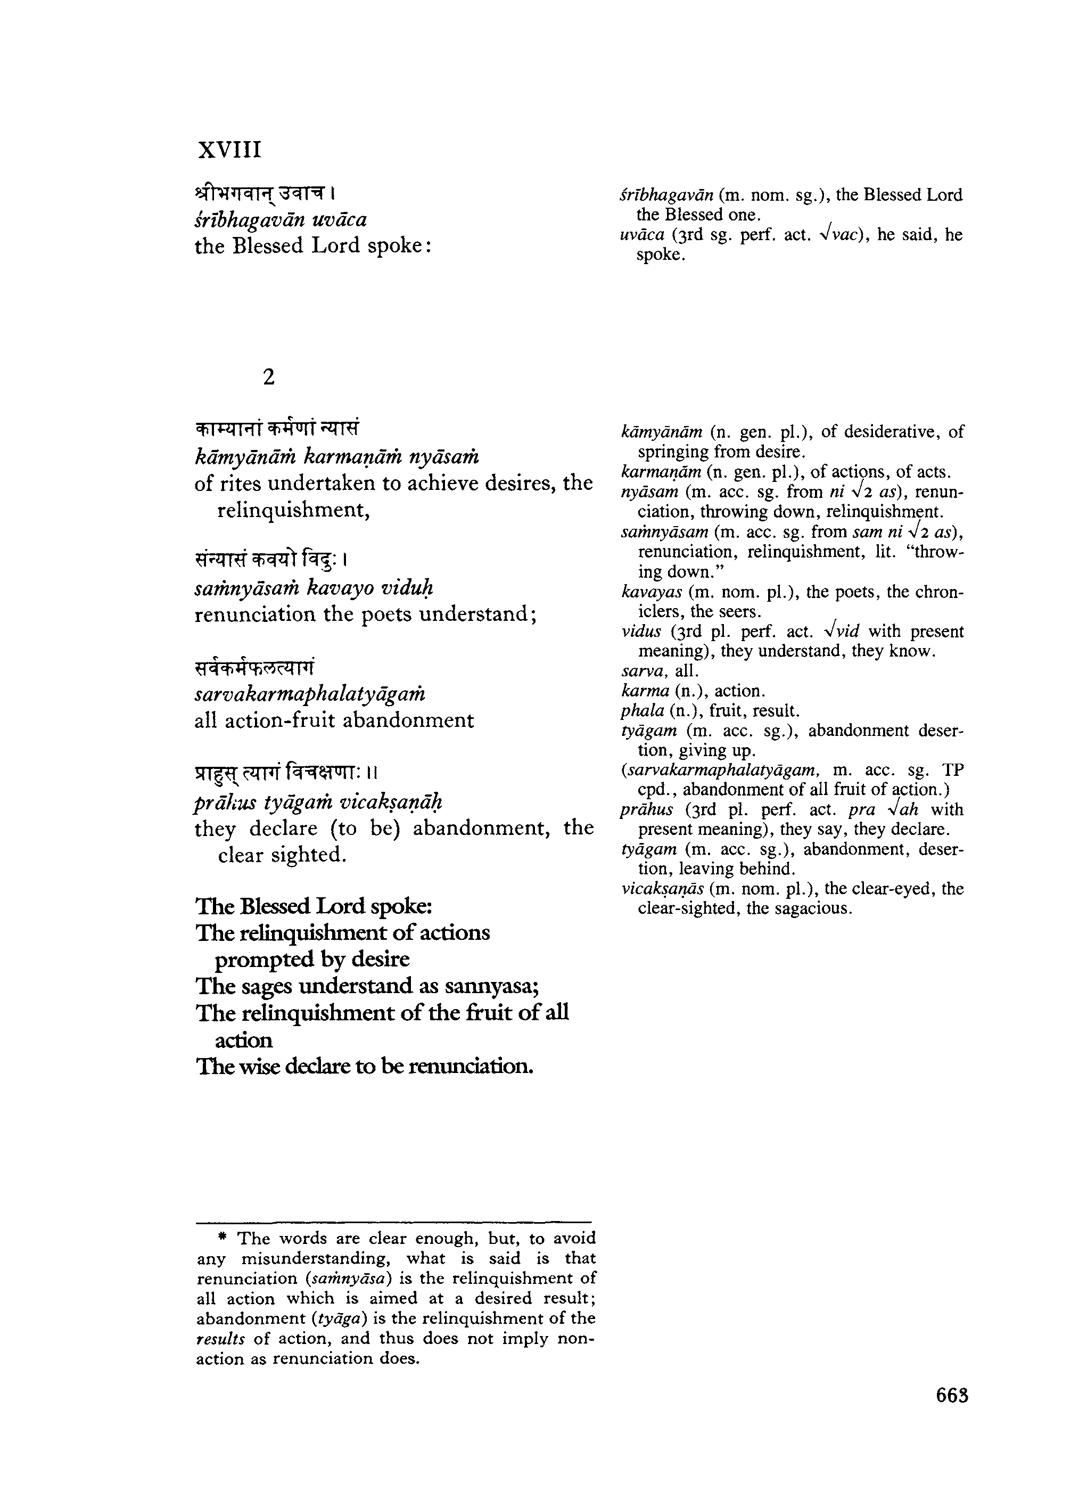 XVIII
श्रीभगवान् उवाच ।
śrībhagavān uvāca
the Blessed Lord spoke:
śrībhagavān (m. nom. sg.), the Blessed Lord
the Blessed one.
uvāca (3rd sg. perf. act. √vac), he said, he
spoke.
2
काम्यानां कर्मणां न्यासं
kāmyānāṁ karmaṇāṁ nyāsaṁ
of rites undertaken to achieve desires, the
relinquishment,
संन्यासं कवयो विदुः ।
saṁnyāsaṁ kavayo viduḥ
renunciation the poets understand;
सर्वकर्मफलत्यागं
sarvakarmaphalatyāgaṁ
all action-fruit abandonment
प्राहुस् त्यागं विचक्षणाः ॥
prāhus tyāgaṁ vicakṣaṇāḥ
they declare (to be) abandonment, the
clear sighted.
The Blessed Lord spoke:
The relinquishment of actions
prompted by desire
The sages understand as sannyasa;
The relinquishment of the fruit of all
action
The wise declare to be renunciation.
kāmyānām (n. gen. pl.), of desiderative, of
springing from desire.
karmaṇām (n. gen. pl.), of actions, of acts.
nyāsam (m. acc. sg. from ni √2 as), renun-
ciation, throwing down, relinquishment.
saṁnyāsam (m. acc. sg. from sam ni √2 as),
renunciation, relinquishment, lit. “throw-
ing down.”
kavayas (m. nom. pl.), the poets, the chron-
iclers, the seers.
vidus (3rd pl. perf. act. √vid with present
meaning), they understand, they know.
sarva, all.
karma (n.), action.
phala (n.), fruit, result.
tyāgam (m. acc. sg.), abandonment deser-
tion, giving up.
(sarvakarmaphalatyāgam, m. acc. sg. TP
cpd., abandonment of all fruit of action.)
prāhus (3rd pl. perf. act. pra √ah with
present meaning), they say, they declare.
tyāgam (m. acc. sg.), abandonment, deser-
tion, leaving behind.
vicakṣaṇās (m. nom. pl.), the clear-eyed, the
clear-sighted, the sagacious.
* The words are clear enough, but, to avoid
any misunderstanding, what is said is that
renunciation (saṁnyāsa) is the relinquishment of
all action which is aimed at a desired result;
abandonment (tyāga) is the relinquishment of the
results of action, and thus does not imply non-
action as renunciation does.
663